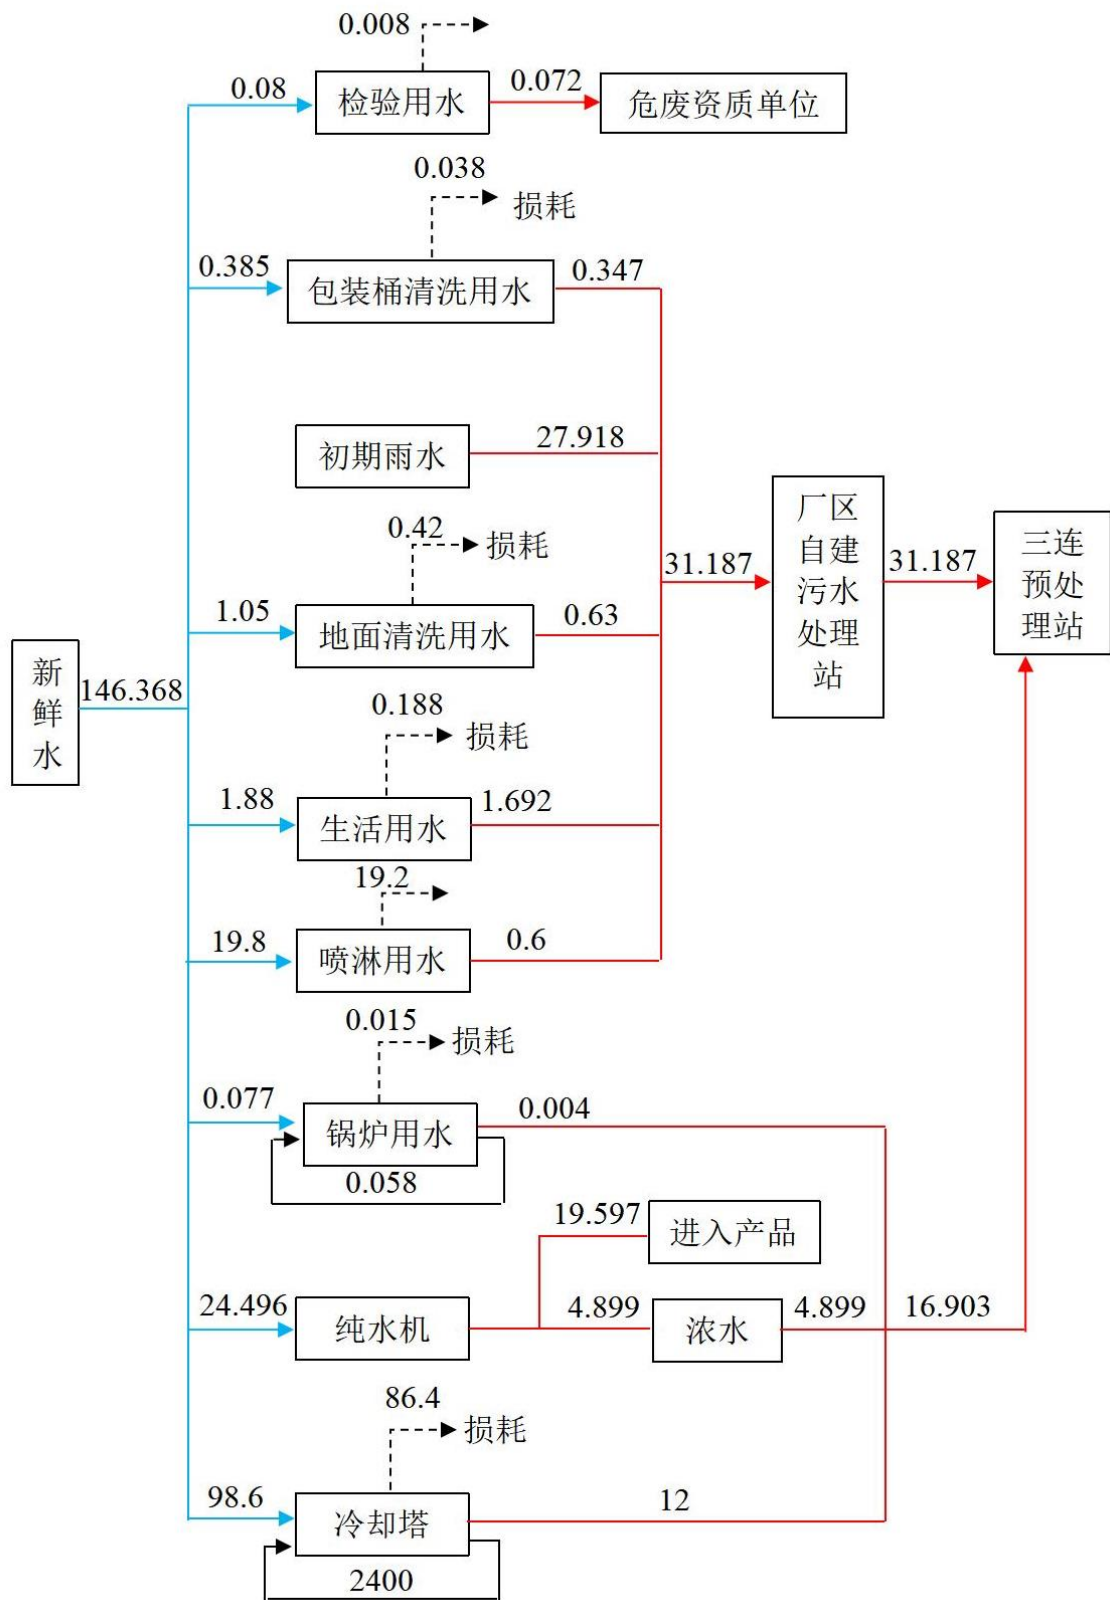 0.008
0.08
检验用水
0.072
危废资质单位
0.038
损耗
0.385
包装桶清洗用水
0.347
初期雨水
27.918
0.42
损耗
1.05
地面清洗用水
0.63
31.187
厂区
自建
污水
处理
站
31.187
三连
预处
理站
新
鲜
水
146.368
0.188
损耗
1.88
生活用水
1.692
19.2
19.8
喷淋用水
0.6
0.015
损耗
0.077
锅炉用水
0.004
0.058
19.597
进入产品
24.496
纯水机
4.899
浓水
4.899
16.903
86.4
损耗
98.6
冷却塔
12
2400